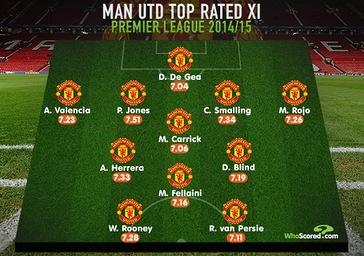 MAN UTD TOP RATED XI
PREMIER LEAGUE 2014/15
D. De Gea
7.04
A. Valencia P. Jones C. Smalling M. Rojo
7.23 7.51 7.34 7.26
M. Carrick
7.06
A. Herrera D. Blind
7.33 7.19
M. Fellaini
7.16
W. Rooney R. van Persie
7.28 7.11
WhoScored.com